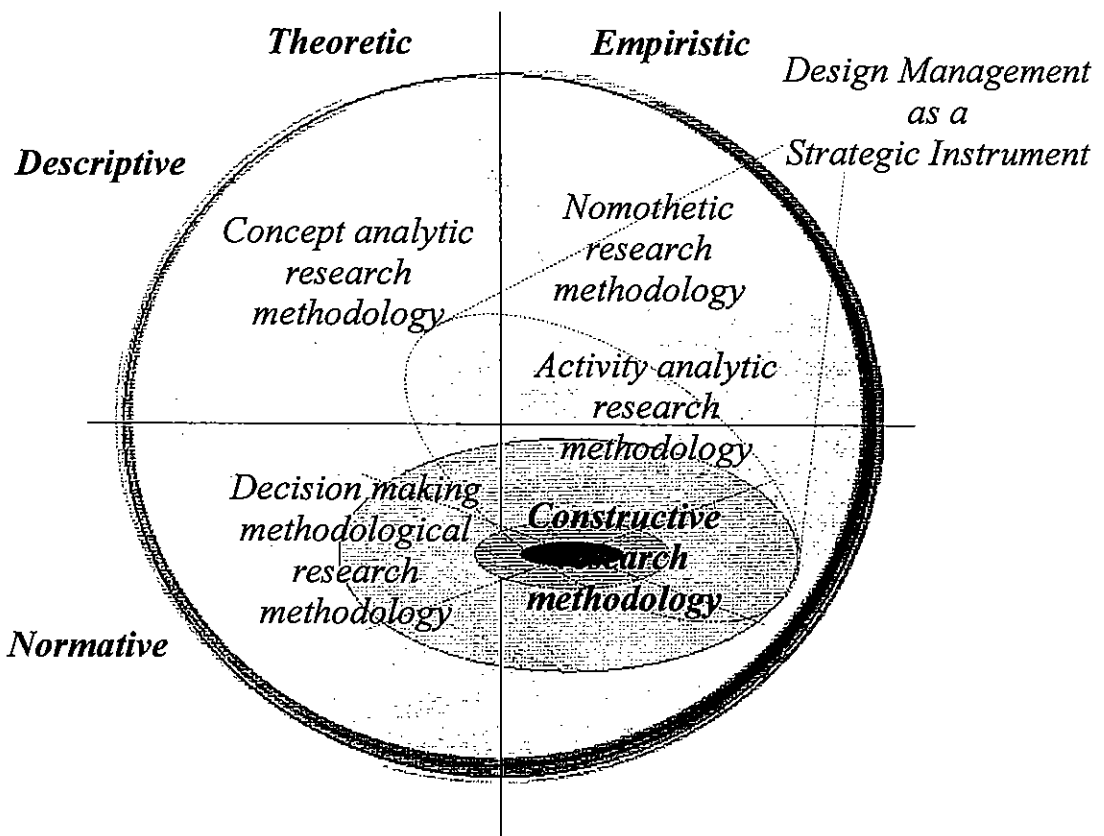 Theoretic
Empiristic
Design Management
as a
Strategic Instrument
Descriptive
Concept analytic
research
methodology
Nomothetic
research
methodology
Activity analytic
research
methodology
Decision making
methodological
research
methodology
Constructive
research
methodology
Normative